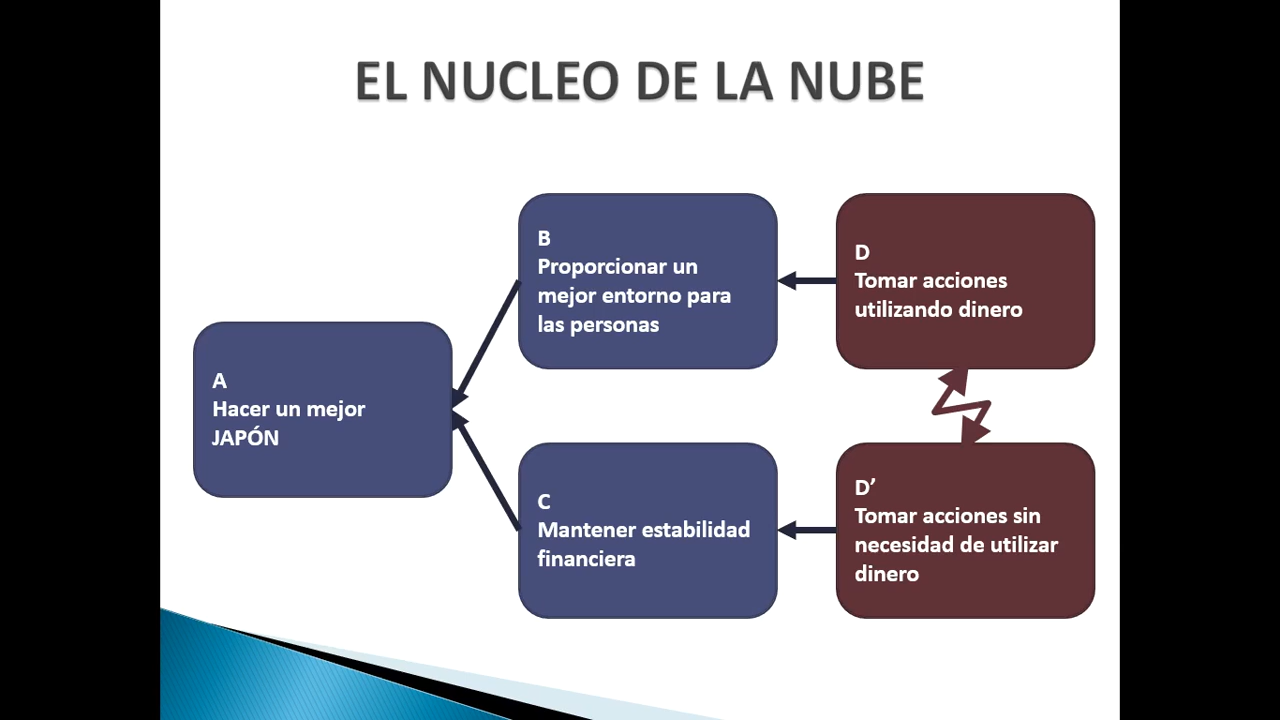 EL NUCLEO DE LA NUBE
A
Hacer un mejor
JAPÓN
B
Proporcionar un
mejor entorno para
las personas
C
Mantener estabilidad
financiera
D
Tomar acciones
utilizando dinero
D’
Tomar acciones sin
necesidad de utilizar
dinero